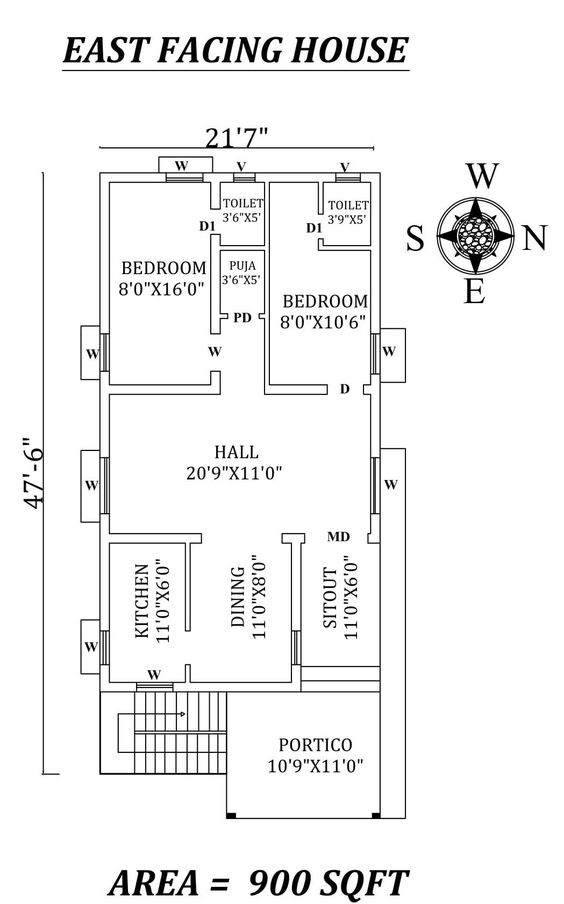 EAST FACING HOUSE
21'7"
W
V
V
W
S
N
E
TOILET
3'6"X5'
TOILET
3'9"X5'
D1
D1
BEDROOM
8'0"X16'0"
PUJA
3'6"X5'
BEDROOM
8'0"X10'6"
PD
W
W
W
D
47'-6"
HALL
20'9"X11'0"
W
W
MD
KITCHEN
11'0"X6'0"
DINING
11'0"X8'0"
SITOUT
11'0"X6'0"
W
W
PORTICO
10'9"X11'0"
AREA = 900 SQFT